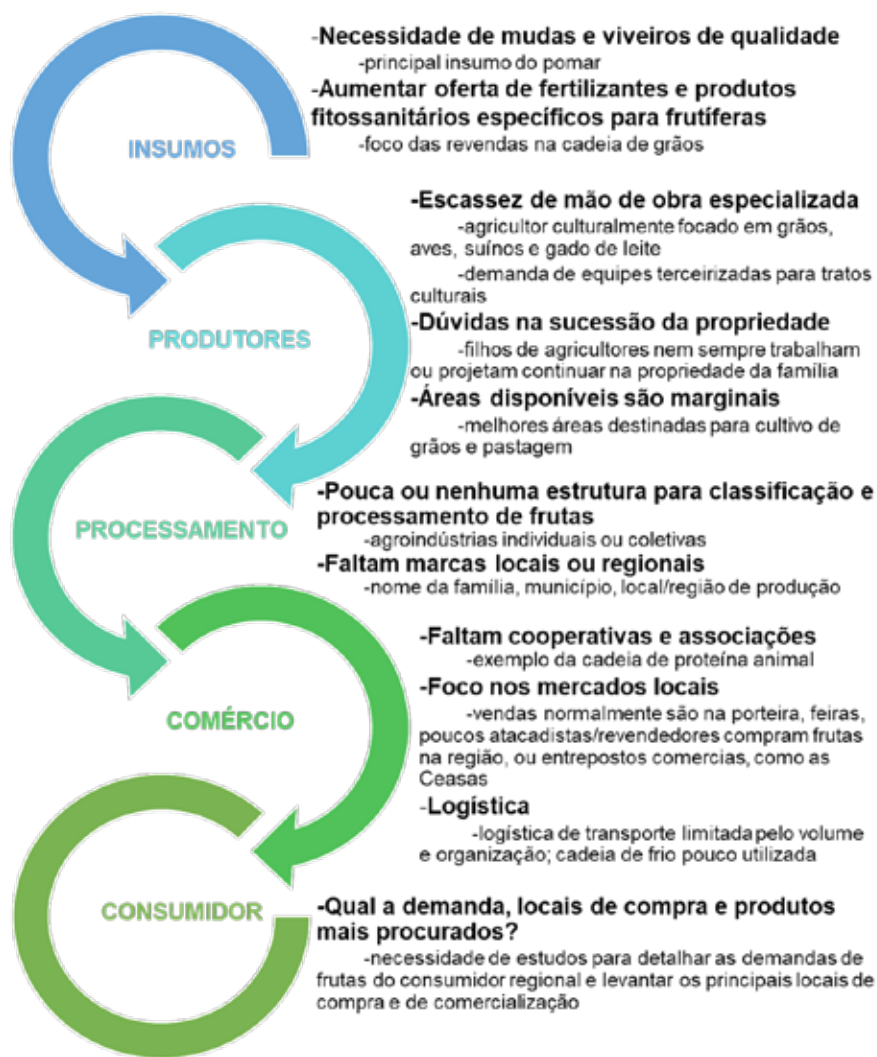 -Necessidade de mudas e viveiros de qualidade
-principal insumo do pomar
-Aumentar oferta de fertilizantes e produtos
fitossanitários específicos para frutíferas
-foco das revendas na cadeia de grãos
INSUMOS
-Escassez de mão de obra especializada
-agricultor culturalmente focado em grãos,
aves, suínos e gado de leite
-demanda de equipes terceirizadas para tratos
culturais
-Dúvidas na sucessão da propriedade
-filhos de agricultores nem sempre trabalham
ou projetam continuar na propriedade da família
-Áreas disponíveis são marginais
-melhores áreas destinadas para cultivo de
grãos e pastagem
PRODUTORES
-Pouca ou nenhuma estrutura para classificação e
processamento de frutas
-agroindústrias individuais ou coletivas
-Faltam marcas locais ou regionais
-nome da família, município, local/região de produção
PROCESSAMENTO
-Faltam cooperativas e associações
-exemplo da cadeia de proteína animal
-Foco nos mercados locais
-vendas normalmente são na porteira, feiras,
poucos atacadistas/revendedores compram frutas
na região, ou entrepostos comercias, como as
Ceasas
-Logística
-logística de transporte limitada pelo volume
e organização; cadeia de frio pouco utilizada
COMÉRCIO
-Qual a demanda, locais de compra e produtos
mais procurados?
-necessidade de estudos para detalhar as demandas de
frutas do consumidor regional e levantar os principais locais de
compra e de comercialização
CONSUMIDOR